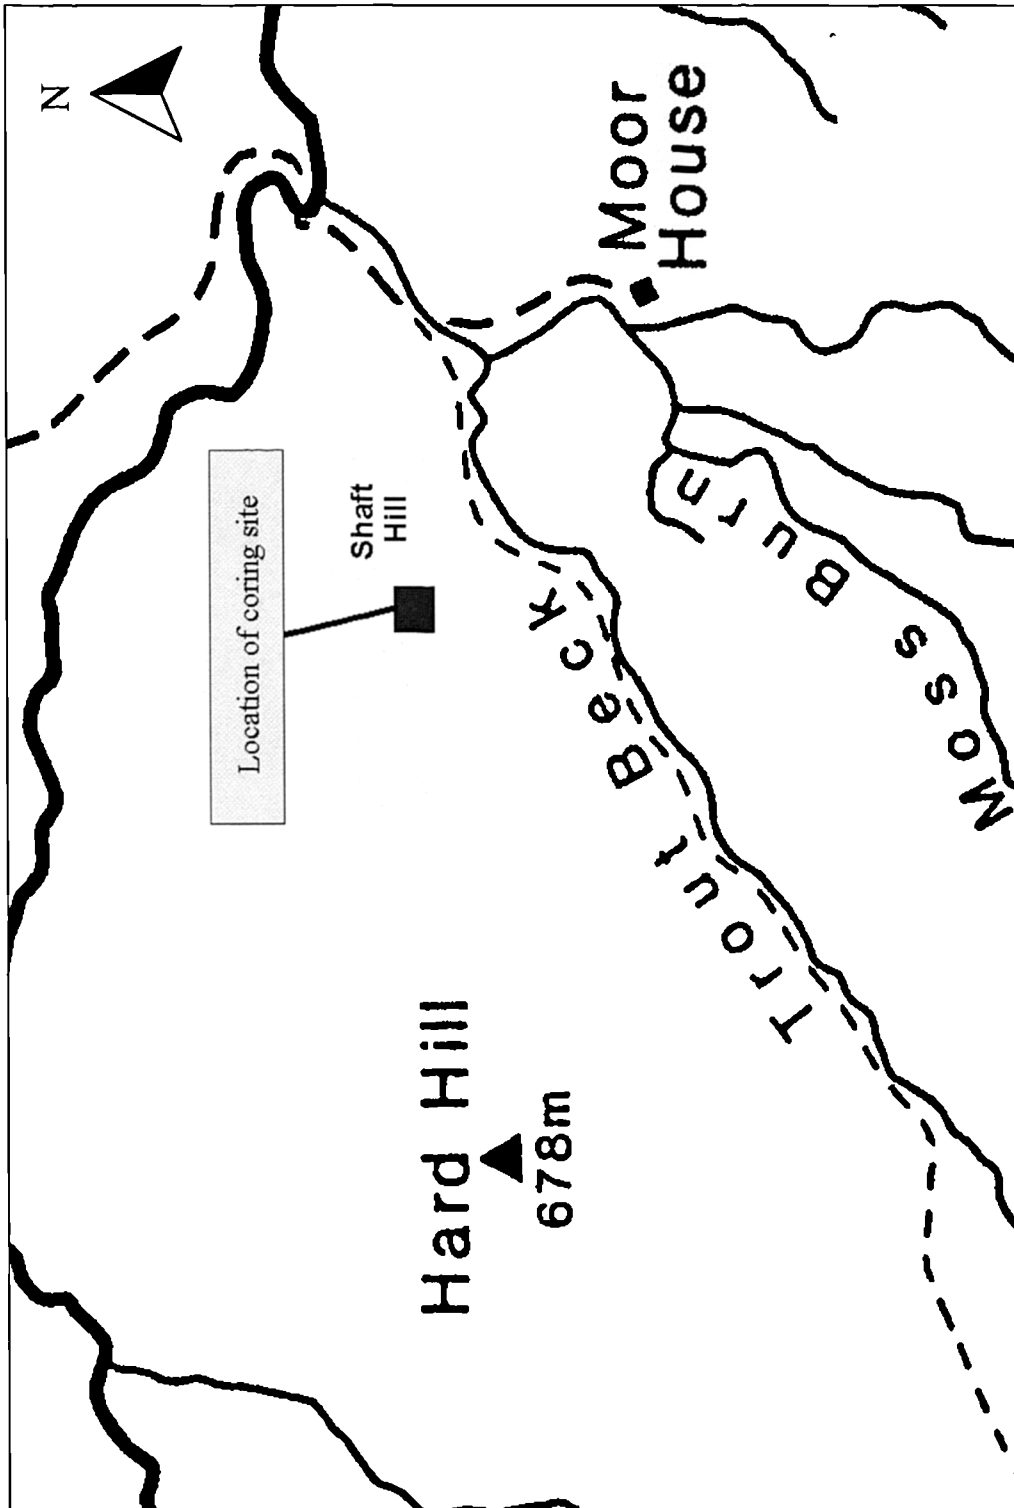 N
Location of coring site
Shaft
Hill
Moor
House
Hard Hill
678m
Trout Beck
Moss Burn